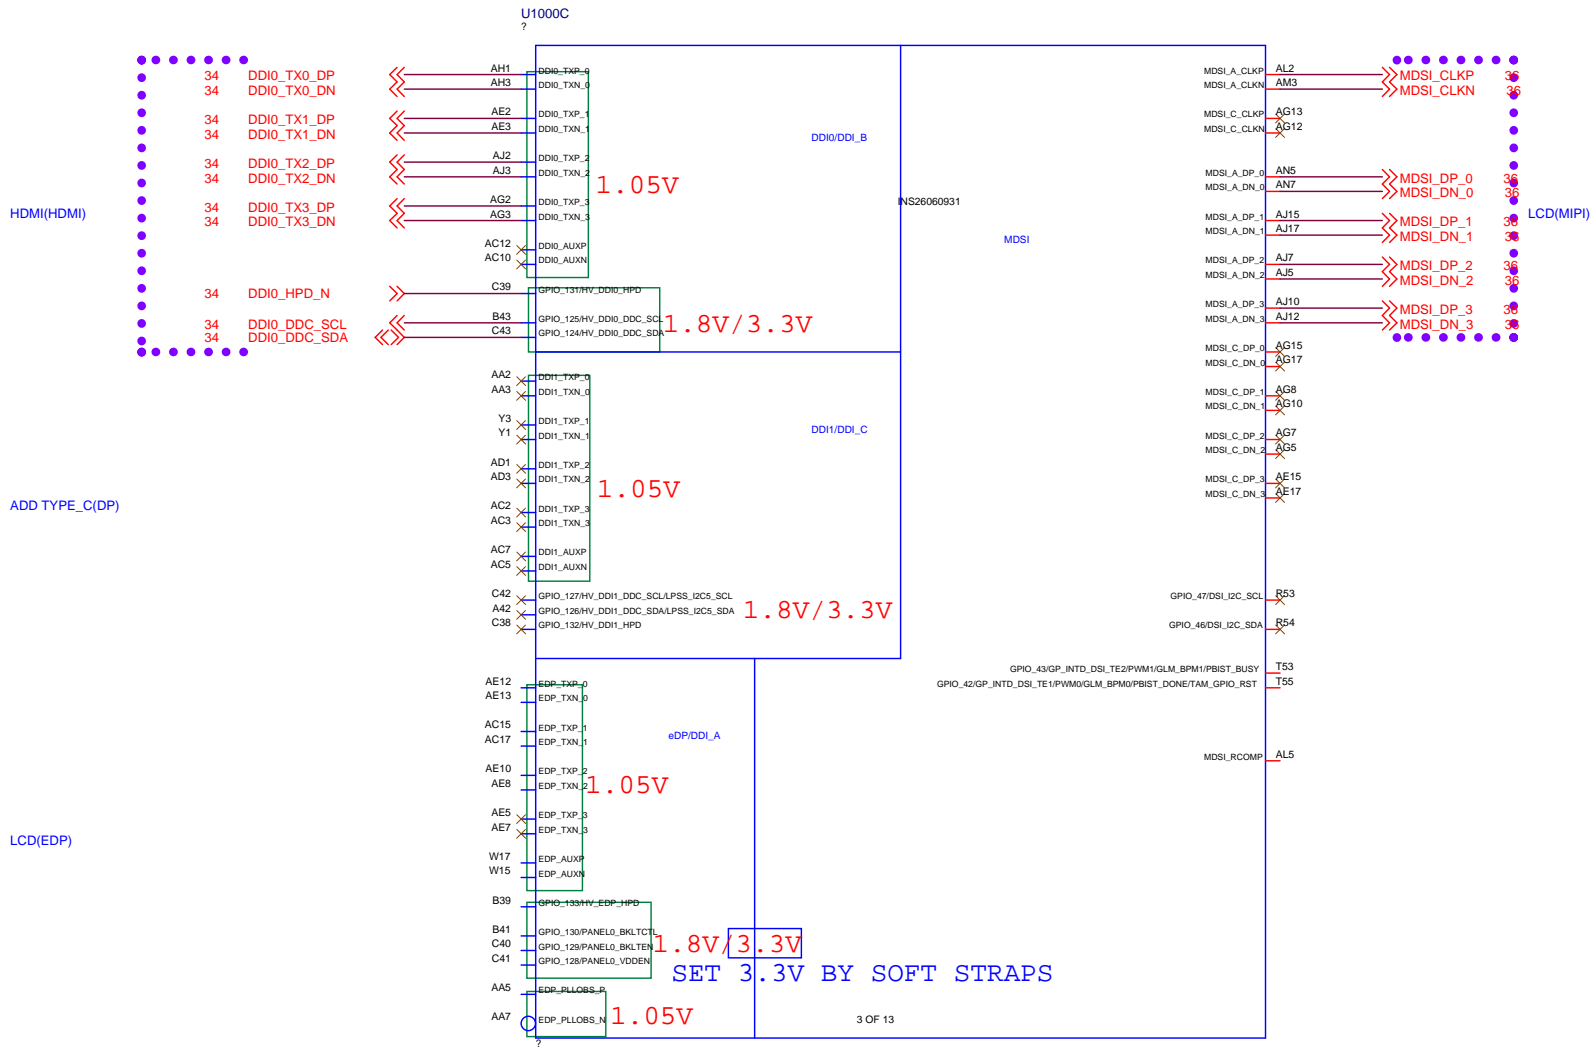 U1000C
?
34 DDI0_TX0_DP AH1 DDI0_TXP_0 MDSI_A_CLKP AL2 MDSI_CLKP 36
34 DDI0_TX0_DN AH3 DDI0_TXN_0 MDSI_A_CLKN AM3 MDSI_CLKN 36
34 DDI0_TX1_DP AE2 DDI0_TXP_1 MDSI_C_CLKP AG13
34 DDI0_TX1_DN AE3 DDI0_TXN_1 MDSI_C_CLKN AG12
DDI0/DDI_B
34 DDI0_TX2_DP AJ2 DDI0_TXP_2 MDSI_A_DP_0 AN5 MDSI_DP_0 36
34 DDI0_TX2_DN AJ3 DDI0_TXN_2 MDSI_A_DN_0 AN7 MDSI_DN_0 36
1.05V
INS26060931
34 DDI0_TX3_DP AG2 DDI0_TXP_3 MDSI_A_DP_1 AJ15 MDSI_DP_1 36
HDMI(HDMI) LCD(MIPI)
34 DDI0_TX3_DN AG3 DDI0_TXN_3 MDSI_A_DN_1 AJ17 MDSI_DN_1 36
MDSI
AC12 DDI0_AUXP MDSI_A_DP_2 AJ7 MDSI_DP_2 36
AC10 DDI0_AUXN MDSI_A_DN_2 AJ5 MDSI_DN_2 36
34 DDI0_HPD_N C39 GPIO_131/HV_DDI0_HPD MDSI_A_DP_3 AJ10 MDSI_DP_3 36
34 DDI0_DDC_SCL B43 GPIO_125/HV_DDI0_DDC_SCL 1.8V/3.3V MDSI_A_DN_3 AJ12 MDSI_DN_3 36
34 DDI0_DDC_SDA C43 GPIO_124/HV_DDI0_DDC_SDA
MDSI_C_DP_0 AG15
MDSI_C_DN_0 AG17
AA2 DDI1_TXP_0
AA3 DDI1_TXN_0 MDSI_C_DP_1 AG8
MDSI_C_DN_1 AG10
Y3 DDI1_TXP_1
DDI1/DDI_C
Y1 DDI1_TXN_1 MDSI_C_DP_2 AG7
MDSI_C_DN_2 AG5
AD1 DDI1_TXP_2
AD3 DDI1_TXN_2 MDSI_C_DP_3 AE15
1.05V MDSI_C_DN_3 AE17
ADD TYPE_C(DP) AC2 DDI1_TXP_3
AC3 DDI1_TXN_3
AC7 DDI1_AUXP
AC5 DDI1_AUXN
C42 GPIO_127/HV_DDI1_DDC_SCL/LPSS_I2C5_SCL GPIO_47/DSI_I2C_SCL R53
A42 GPIO_126/HV_DDI1_DDC_SDA/LPSS_I2C5_SDA 1.8V/3.3V
C38 GPIO_132/HV_DDI1_HPD GPIO_46/DSI_I2C_SDA R54
GPIO_43/GP_INTD_DSI_TE2/PWM1/GLM_BPM1/PBIST_BUSY T53
AE12 EDP_TXP_0 GPIO_42/GP_INTD_DSI_TE1/PWM0/GLM_BPM0/PBIST_DONE/TAM_GPIO_RST T55
AE13 EDP_TXN_0
AC15 EDP_TXP_1
eDP/DDI_A
AC17 EDP_TXN_1
MDSI_RCOMP AL5
AE10 EDP_TXP_2
AE8 EDP_TXN_2 1.05V
AE5 EDP_TXP_3
AE7 EDP_TXN_3
LCD(EDP)
W17 EDP_AUXP
W15 EDP_AUXN
B39 GPIO_133/HV_EDP_HPD
B41 GPIO_130/PANEL0_BKLTCTL
C40 GPIO_129/PANEL0_BKLTEN 1.8V/3.3V
C41 GPIO_128/PANEL0_VDDEN
SET 3.3V BY SOFT STRAPS
AA5 EDP_PLLOBS_P
AA7 EDP_PLLOBS_N 1.05V 3 OF 13
?